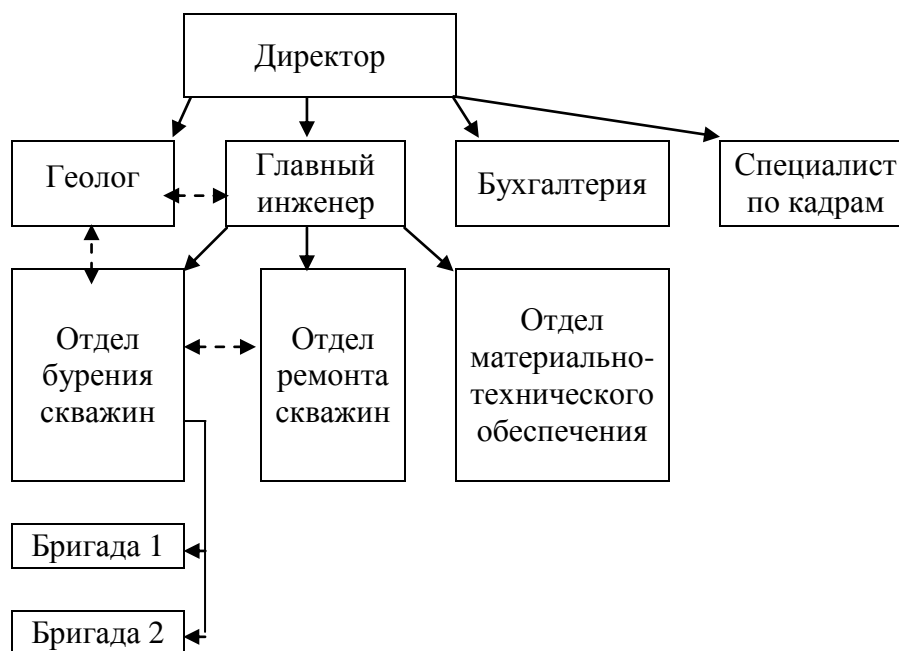 Директор
Геолог
Главный
инженер
Бухгалтерия
Специалист
по кадрам
Отдел
бурения
скважин
Отдел
ремонта
скважин
Отдел
материально-
технического
обеспечения
Бригада 1
Бригада 2